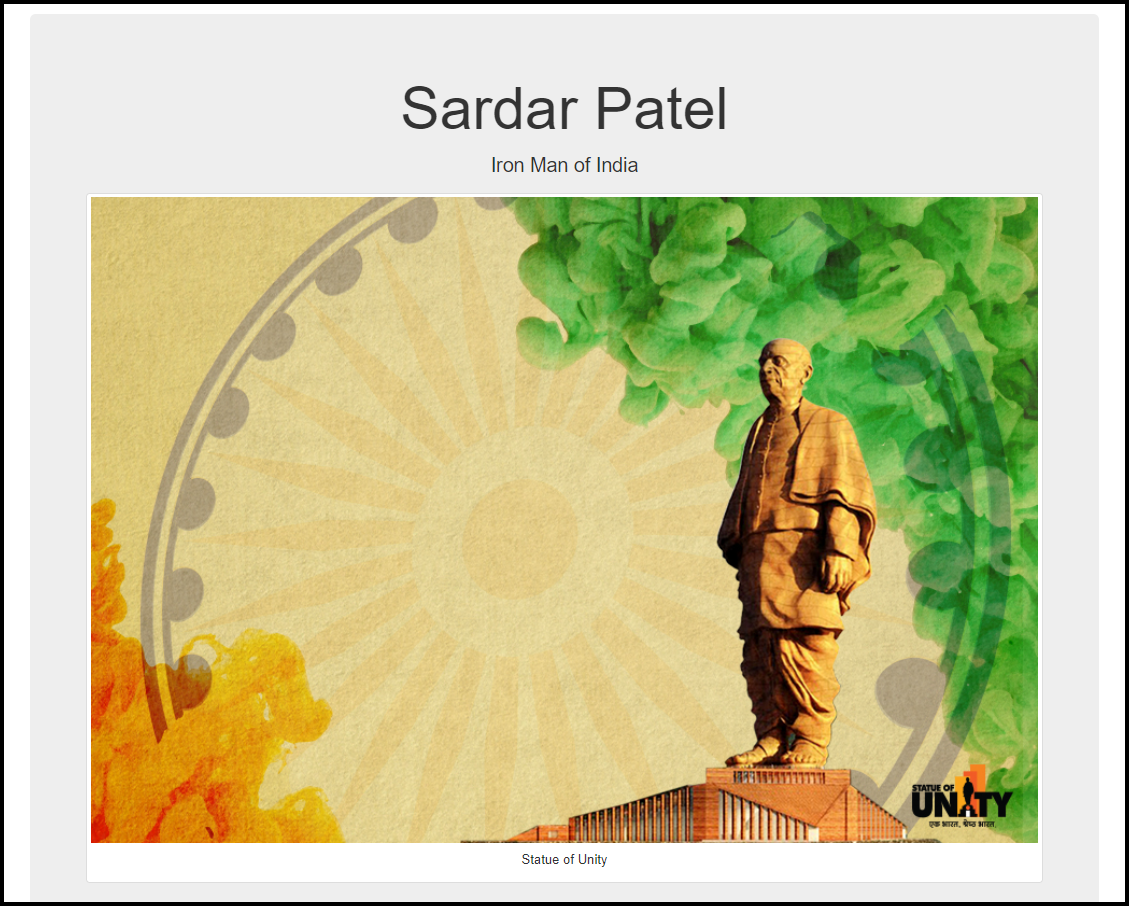 Sardar Patel
Iron Man of India
STATUE OF
UNITY
एक भारत, श्रेष्ठ भारत.
Statue of Unity